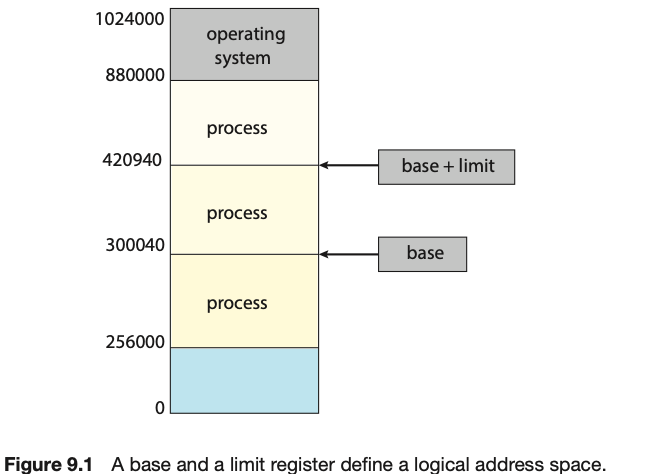 1024000
operating
system
880000
process
420940
base + limit
process
300040
base
process
256000
0
Figure 9.1 A base and a limit register define a logical address space.